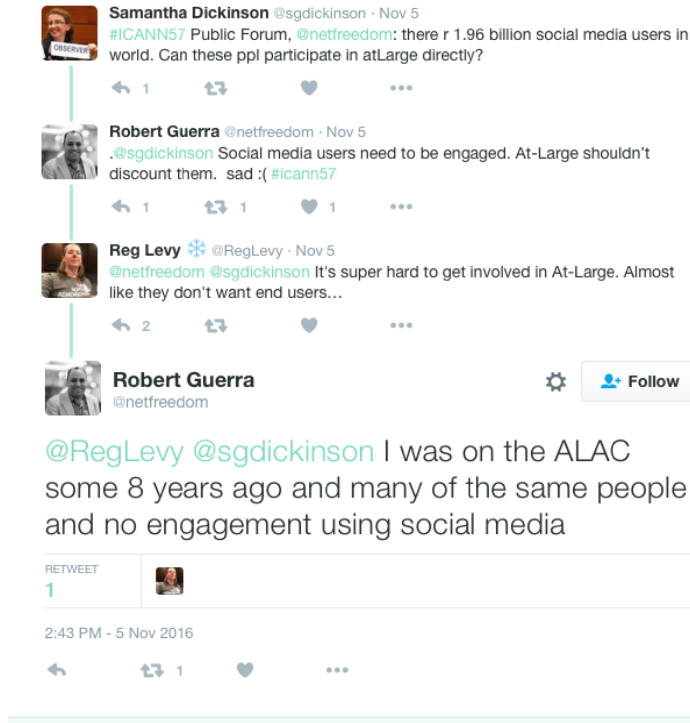 Samantha Dickinson @sgdickinson · Nov 5
#ICANN57 Public Forum, @netfreedom: there r 1.96 billion social media users in
world. Can these ppl participate in atLarge directly?
OBSERVER
1
Robert Guerra @netfreedom · Nov 5
.@sgdickinson Social media users need to be engaged. At-Large shouldn't
discount them. sad :( #icann57
1 1 1
Reg Levy ❄ @RegLevy · Nov 5
@netfreedom @sgdickinson It's super hard to get involved in At-Large. Almost
like they don't want end users...
2
Robert Guerra
@netfreedom
Follow
@RegLevy @sgdickinson I was on the ALAC
some 8 years ago and many of the same people
and no engagement using social media
RETWEET
1
2:43 PM - 5 Nov 2016
1